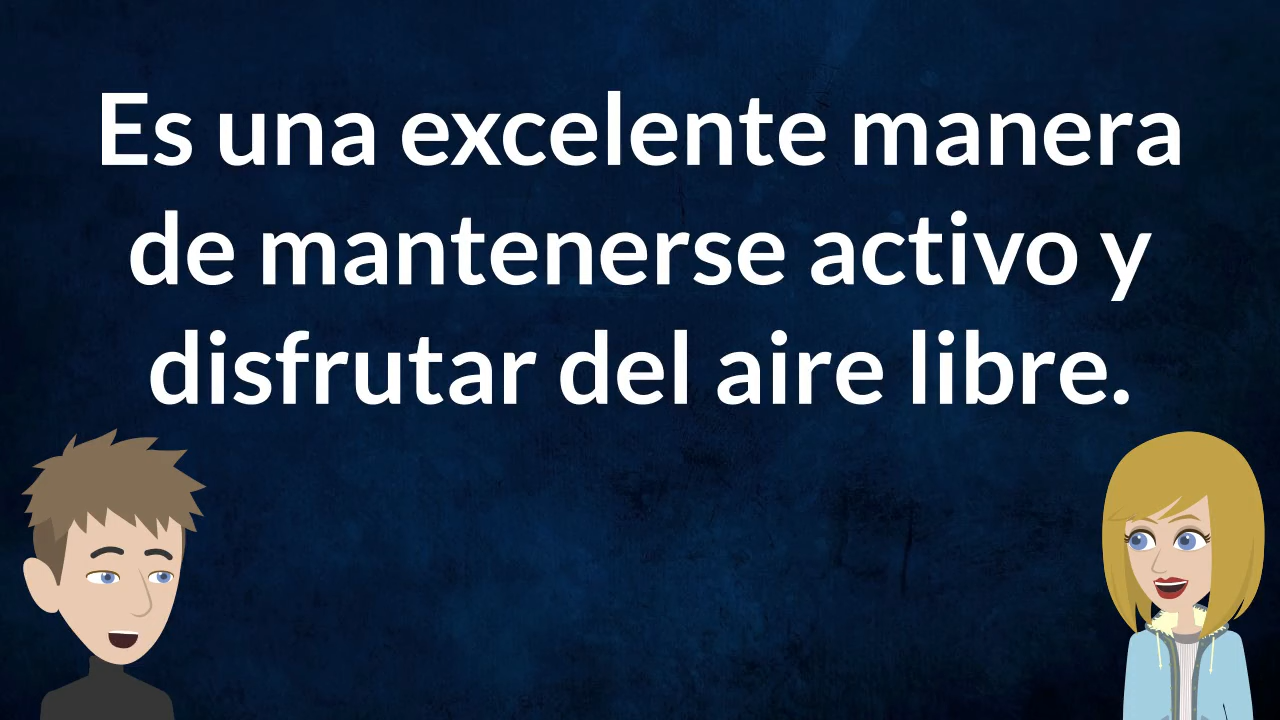 Es una excelente manera
de mantenerse activo y
disfrutar del aire libre.